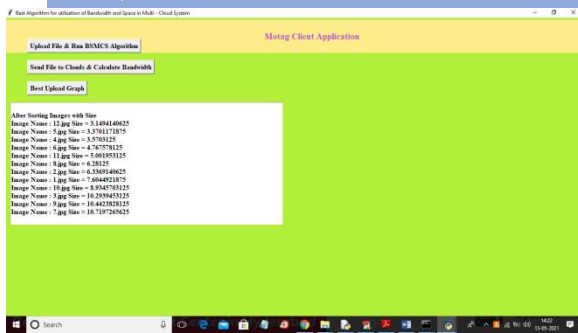 Best Algorithm for utilization of Bandwidth and Space in Multi - Cloud System
Motag Client Application
Upload File & Run BSMCS Algorithm
Send File to Clouds & Calculate Bandwidth
Best Upload Graph
After Sorting Images with Size
Image Name : 12.jpg Size = 3.1494140625
Image Name : 5.jpg Size = 3.3701171875
Image Name : 4.jpg Size = 3.5703125
Image Name : 6.jpg Size = 4.767578125
Image Name : 11.jpg Size = 5.001953125
Image Name : 8.jpg Size = 6.28125
Image Name : 2.jpg Size = 6.3369140625
Image Name : 1.jpg Size = 7.6044921875
Image Name : 10.jpg Size = 8.9345703125
Image Name : 3.jpg Size = 10.2939453125
Image Name : 9.jpg Size = 10.4423828125
Image Name : 7.jpg Size = 10.7197265625
Search
14:22
15-05-2021